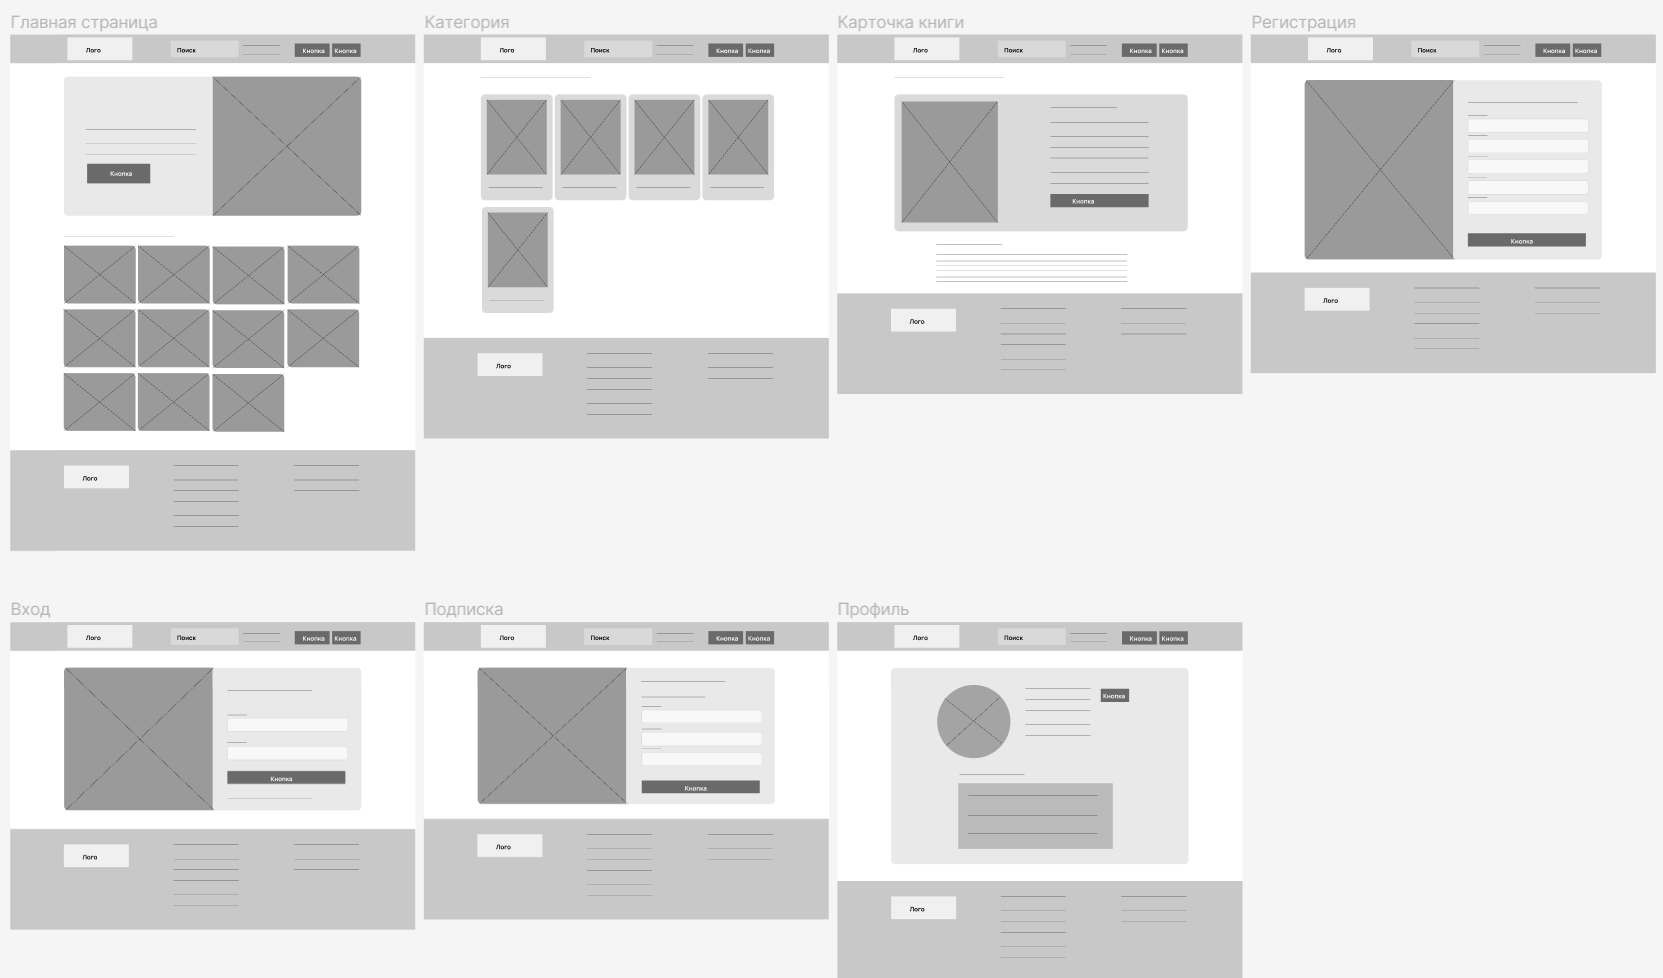 Главная страница
Лого
Поиск
Кнопка
Кнопка
Кнопка
Лого
Категория
Лого
Поиск
Кнопка
Кнопка
Лого
Карточка книги
Лого
Поиск
Кнопка
Кнопка
Кнопка
Лого
Регистрация
Лого
Поиск
Кнопка
Кнопка
Кнопка
Лого
Вход
Лого
Поиск
Кнопка
Кнопка
Кнопка
Лого
Подписка
Лого
Поиск
Кнопка
Кнопка
Кнопка
Лого
Профиль
Лого
Поиск
Кнопка
Кнопка
Кнопка
Лого